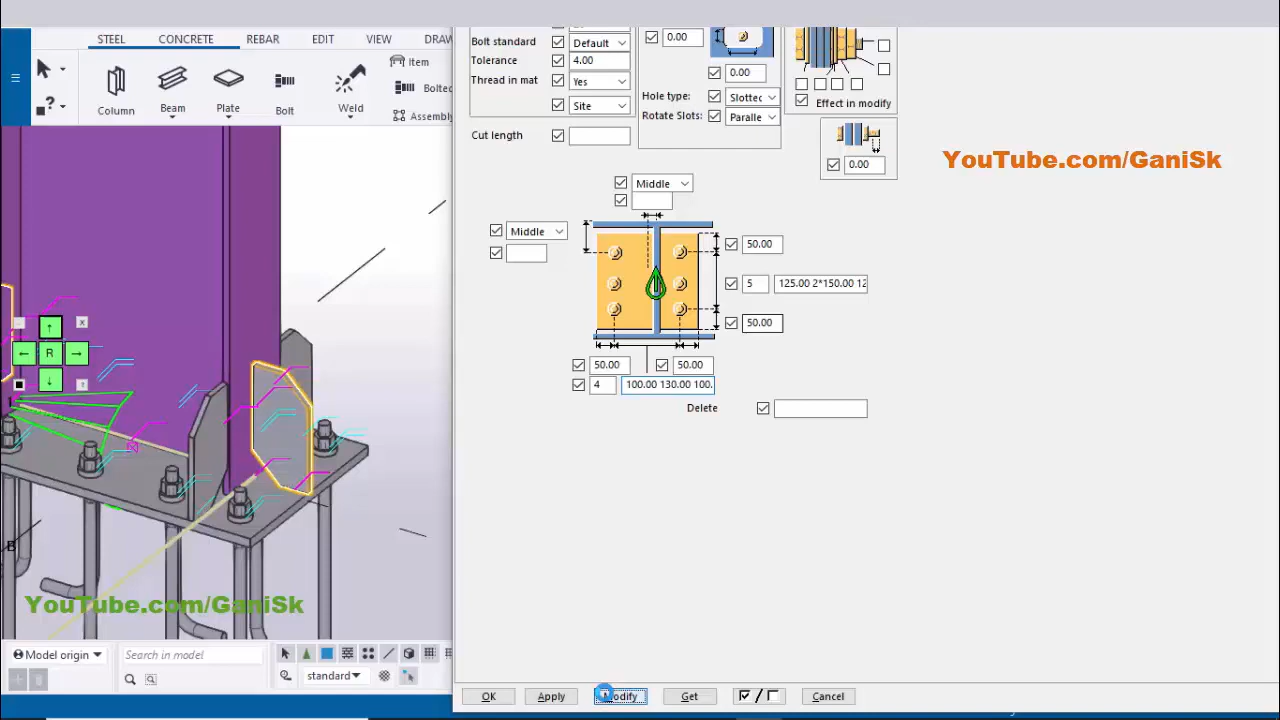 STEEL CONCRETE REBAR EDIT VIEW DRAW
Item
Column Beam Plate Bolt Weld
Bolted
Assembly
Bolt standard Default
Tolerance 4.00
Thread in mat Yes
Site
Cut length
0.00
0.00
Hole type: Slottec
Rotate Slots: Paralle
Effect in modify
0.00
YouTube.com/GaniSk
Middle
Middle
50.00
5 125.00 2*150.00 12
50.00
50.00 50.00
4 100.00 130.00 100.
Delete
R
B
YouTube.com/GaniSk
Model origin Search in model
standard
OK Apply Modify Get / Cancel